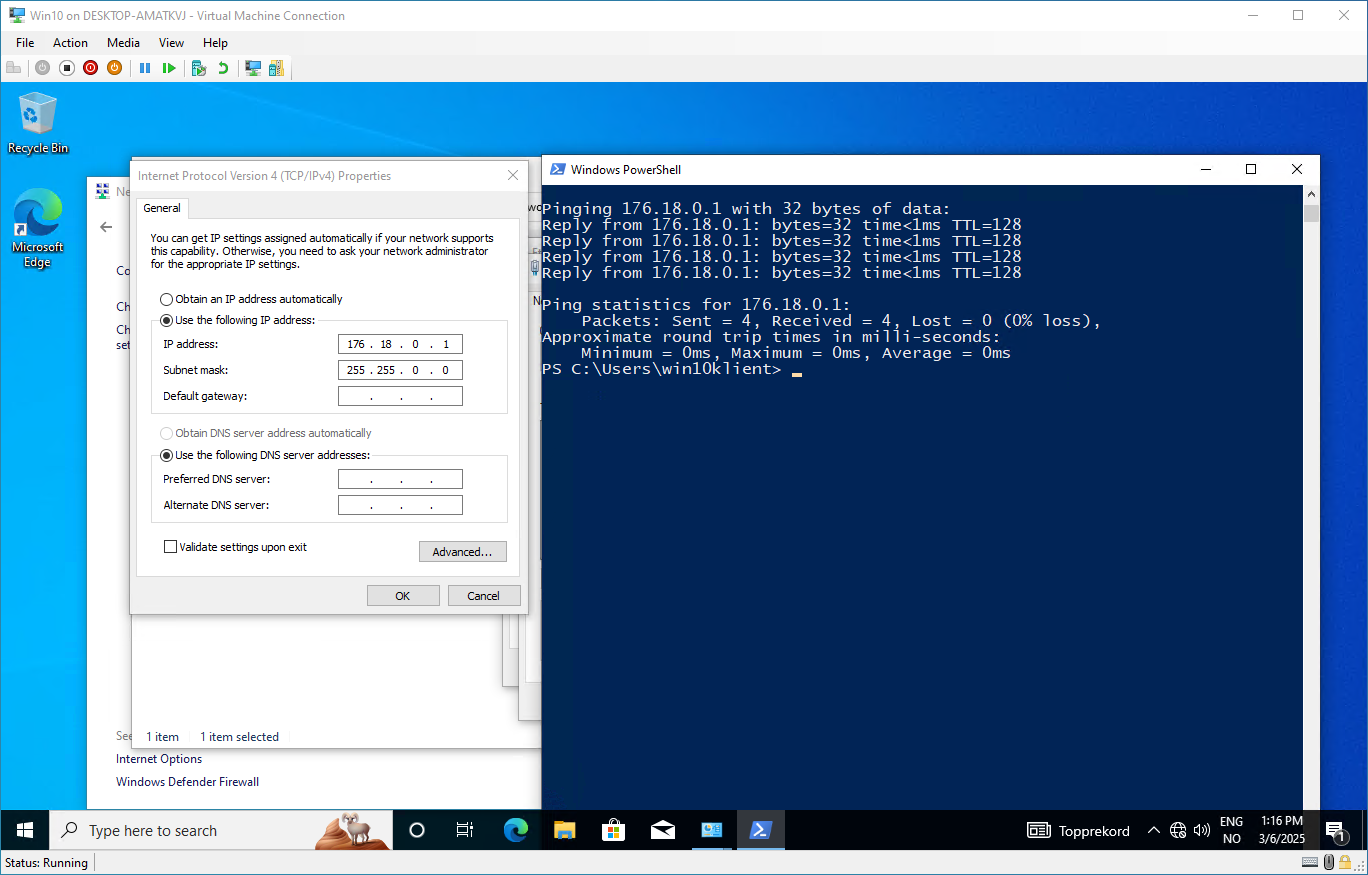 Win10 on DESKTOP-AMATKVJ - Virtual Machine Connection
File Action Media View Help
Recycle Bin
Microsoft
Edge
Internet Protocol Version 4 (TCP/IPv4) Properties
General
You can get IP settings assigned automatically if your network supports
this capability. Otherwise, you need to ask your network administrator
for the appropriate IP settings.
Obtain an IP address automatically
Use the following IP address:
IP address: 176 . 18 . 0 . 1
Subnet mask: 255 . 255 . 0 . 0
Default gateway: . . .
Obtain DNS server address automatically
Use the following DNS server addresses:
Preferred DNS server: . . .
Alternate DNS server: . . .
Validate settings upon exit
Advanced...
OK Cancel
1 item 1 item selected
See
Internet Options
Windows Defender Firewall
Windows PowerShell
Pinging 176.18.0.1 with 32 bytes of data:
Reply from 176.18.0.1: bytes=32 time<1ms TTL=128
Reply from 176.18.0.1: bytes=32 time<1ms TTL=128
Reply from 176.18.0.1: bytes=32 time<1ms TTL=128
Reply from 176.18.0.1: bytes=32 time<1ms TTL=128
Ping statistics for 176.18.0.1:
Packets: Sent = 4, Received = 4, Lost = 0 (0% loss),
Approximate round trip times in milli-seconds:
Minimum = 0ms, Maximum = 0ms, Average = 0ms
PS C:\Users\win10klient>
Type here to search
Topprekord
ENG
NO
1:16 PM
3/6/2025
1
Status: Running